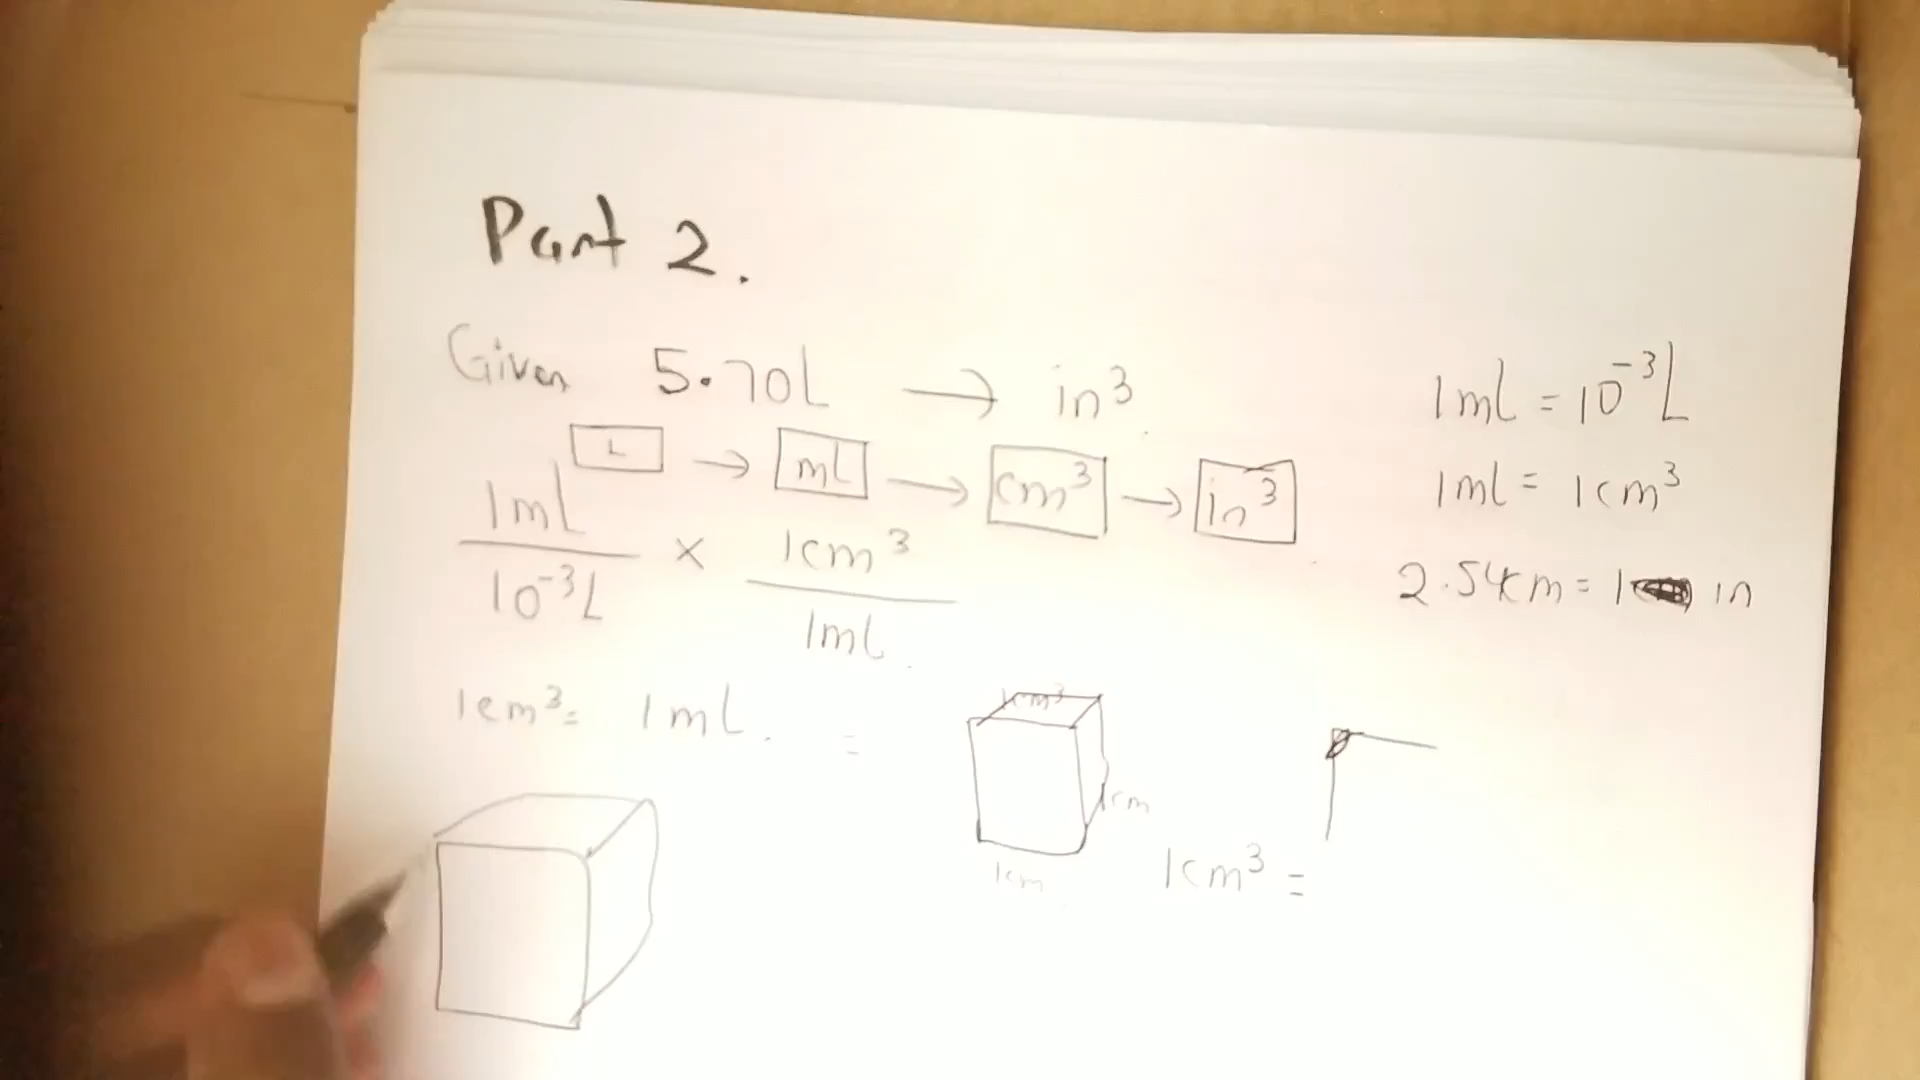 Part 2.
Given 5.70L → in³
L → mL → cm³ → in³
1mL / 10⁻³L × 1cm³ / 1mL
1cm³ = 1mL. =
1cm³
1cm
1cm
1cm³ =
1mL = 10⁻³L
1mL = 1cm³
2.54cm = 1 in